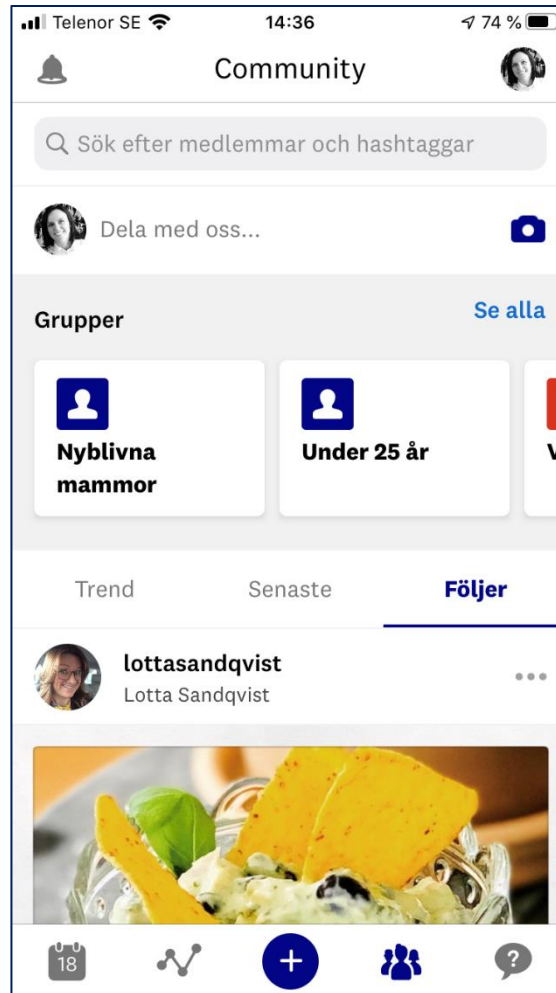 Telenor SE 14:36 74 %
Community
Sök efter medlemmar och hashtaggar
Dela med oss...
Grupper Se alla
Nyblivna
mammor
Under 25 år
V
Trend Senaste Följer
lottasandqvist
Lotta Sandqvist
18